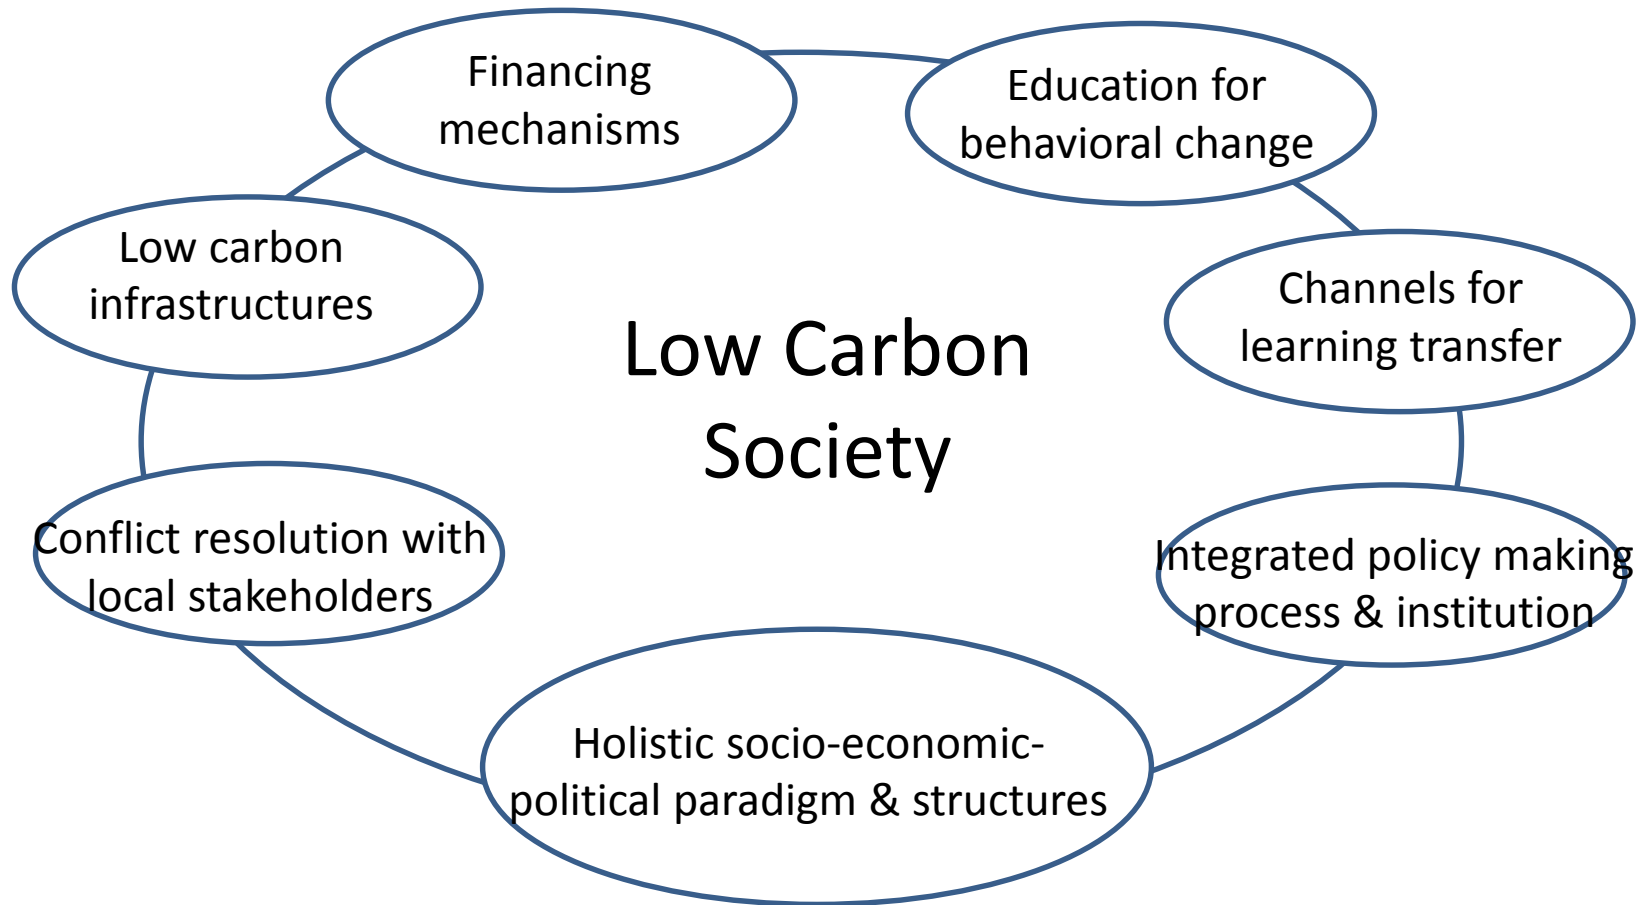 Financing
mechanisms
Education for
behavioral change
Low carbon
infrastructures
Channels for
learning transfer
Low Carbon
Society
Conflict resolution with
local stakeholders
Integrated policy making
process & institution
Holistic socio-economic-
political paradigm & structures